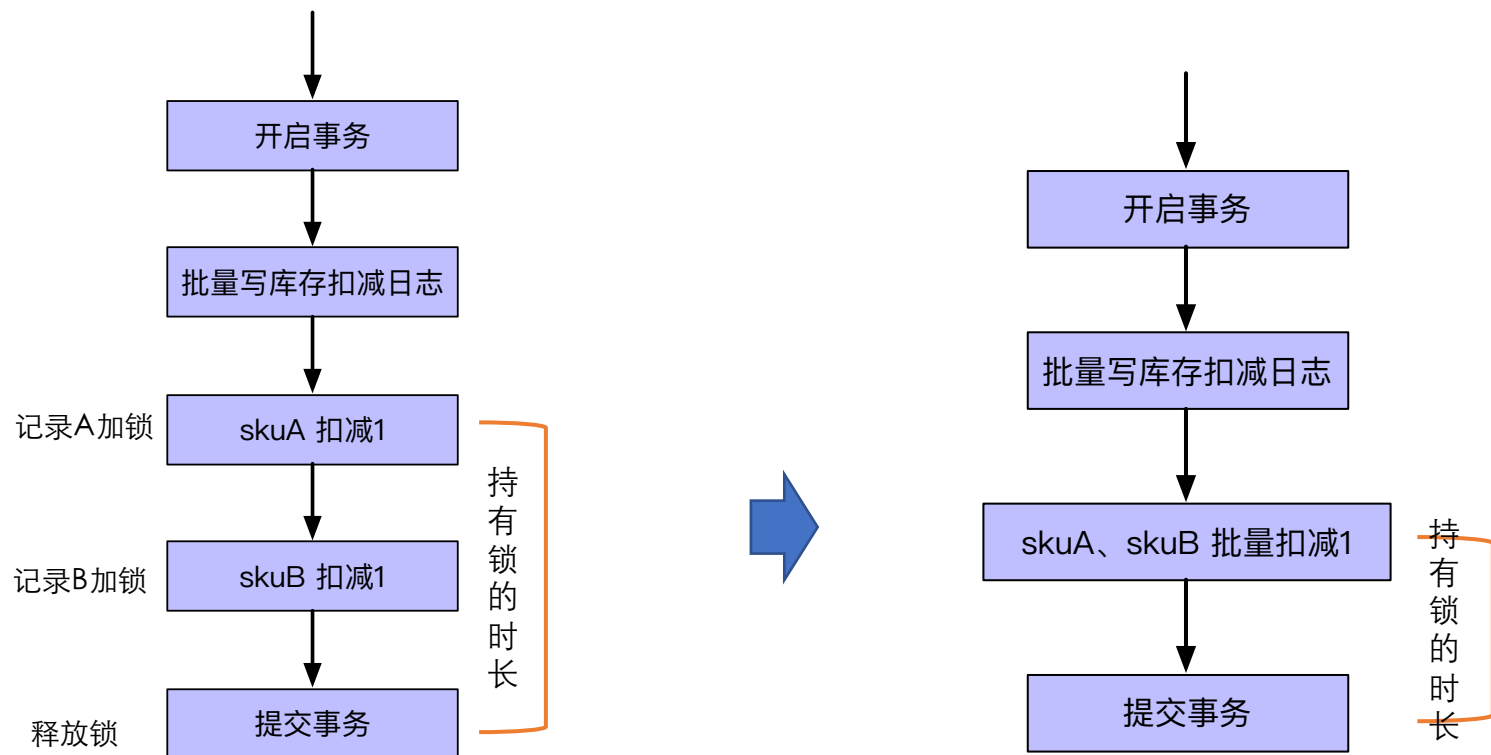 开启事务
批量写库存扣减日志
记录A加锁
skuA 扣减1
记录B加锁
skuB 扣减1
持有锁的时长
释放锁
提交事务
开启事务
批量写库存扣减日志
skuA、skuB 批量扣减1
持有锁的时长
提交事务